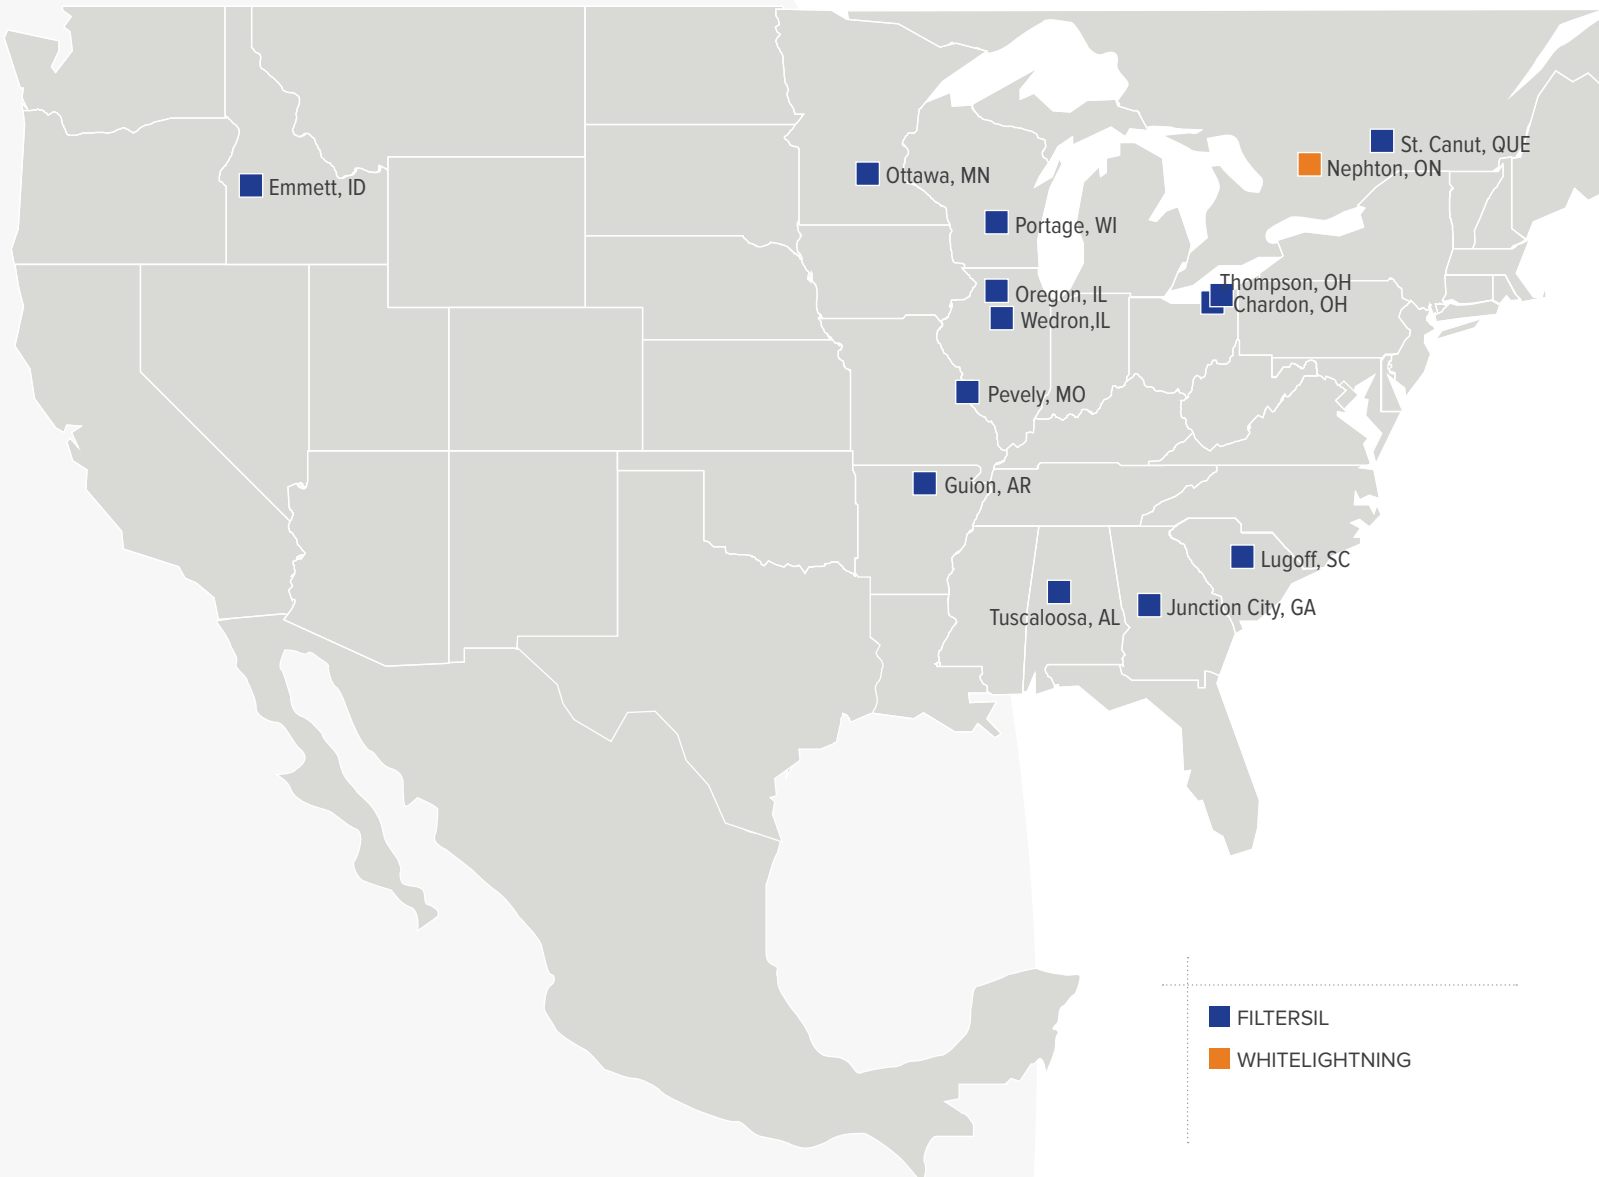 St. Canut, QUE
Nephton, ON
Ottawa, MN
Emmett, ID
Portage, WI
Thompson, OH
Oregon, IL
Chardon, OH
Wedron,IL
Pevely, MO
Guion, AR
Lugoff, SC
Junction City, GA
Tuscaloosa, AL
FILTERSIL
WHITELIGHTNING